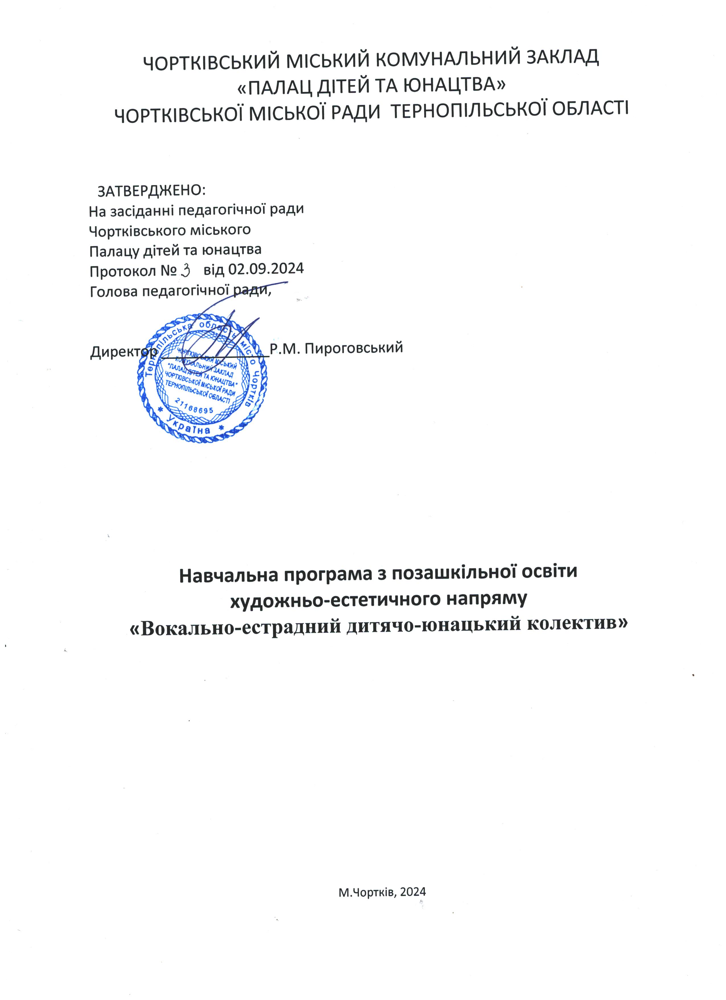 ЧОРТКІВСЬКИЙ МІСЬКИЙ КОМУНАЛЬНИЙ ЗАКЛАД
«ПАЛАЦ ДІТЕЙ ТА ЮНАЦТВА»
ЧОРТКІВСЬКОЇ МІСЬКОЇ РАДИ ТЕРНОПІЛЬСЬКОЇ ОБЛАСТІ
ЗАТВЕРДЖЕНО:
На засіданні педагогічної ради
Чортківського міського
Палацу дітей та юнацтва
Протокол № 3 від 02.09.2024
Голова педагогічної ради,
Директор ______________Р.М. Пироговський
Тернопільська область місто Чортків
ЧОРТКІВСЬКИЙ МІСЬКИЙ
КОМУНАЛЬНИЙ ЗАКЛАД
"ПАЛАЦ ДІТЕЙ ТА ЮНАЦТВА"
ЧОРТКІВСЬКОЇ МІСЬКОЇ РАДИ
ТЕРНОПІЛЬСЬКОЇ ОБЛАСТІ
21168695
* Україна *
Навчальна програма з позашкільної освіти
художньо-естетичного напряму
«Вокально-естрадний дитячо-юнацький колектив»
М.Чортків, 2024